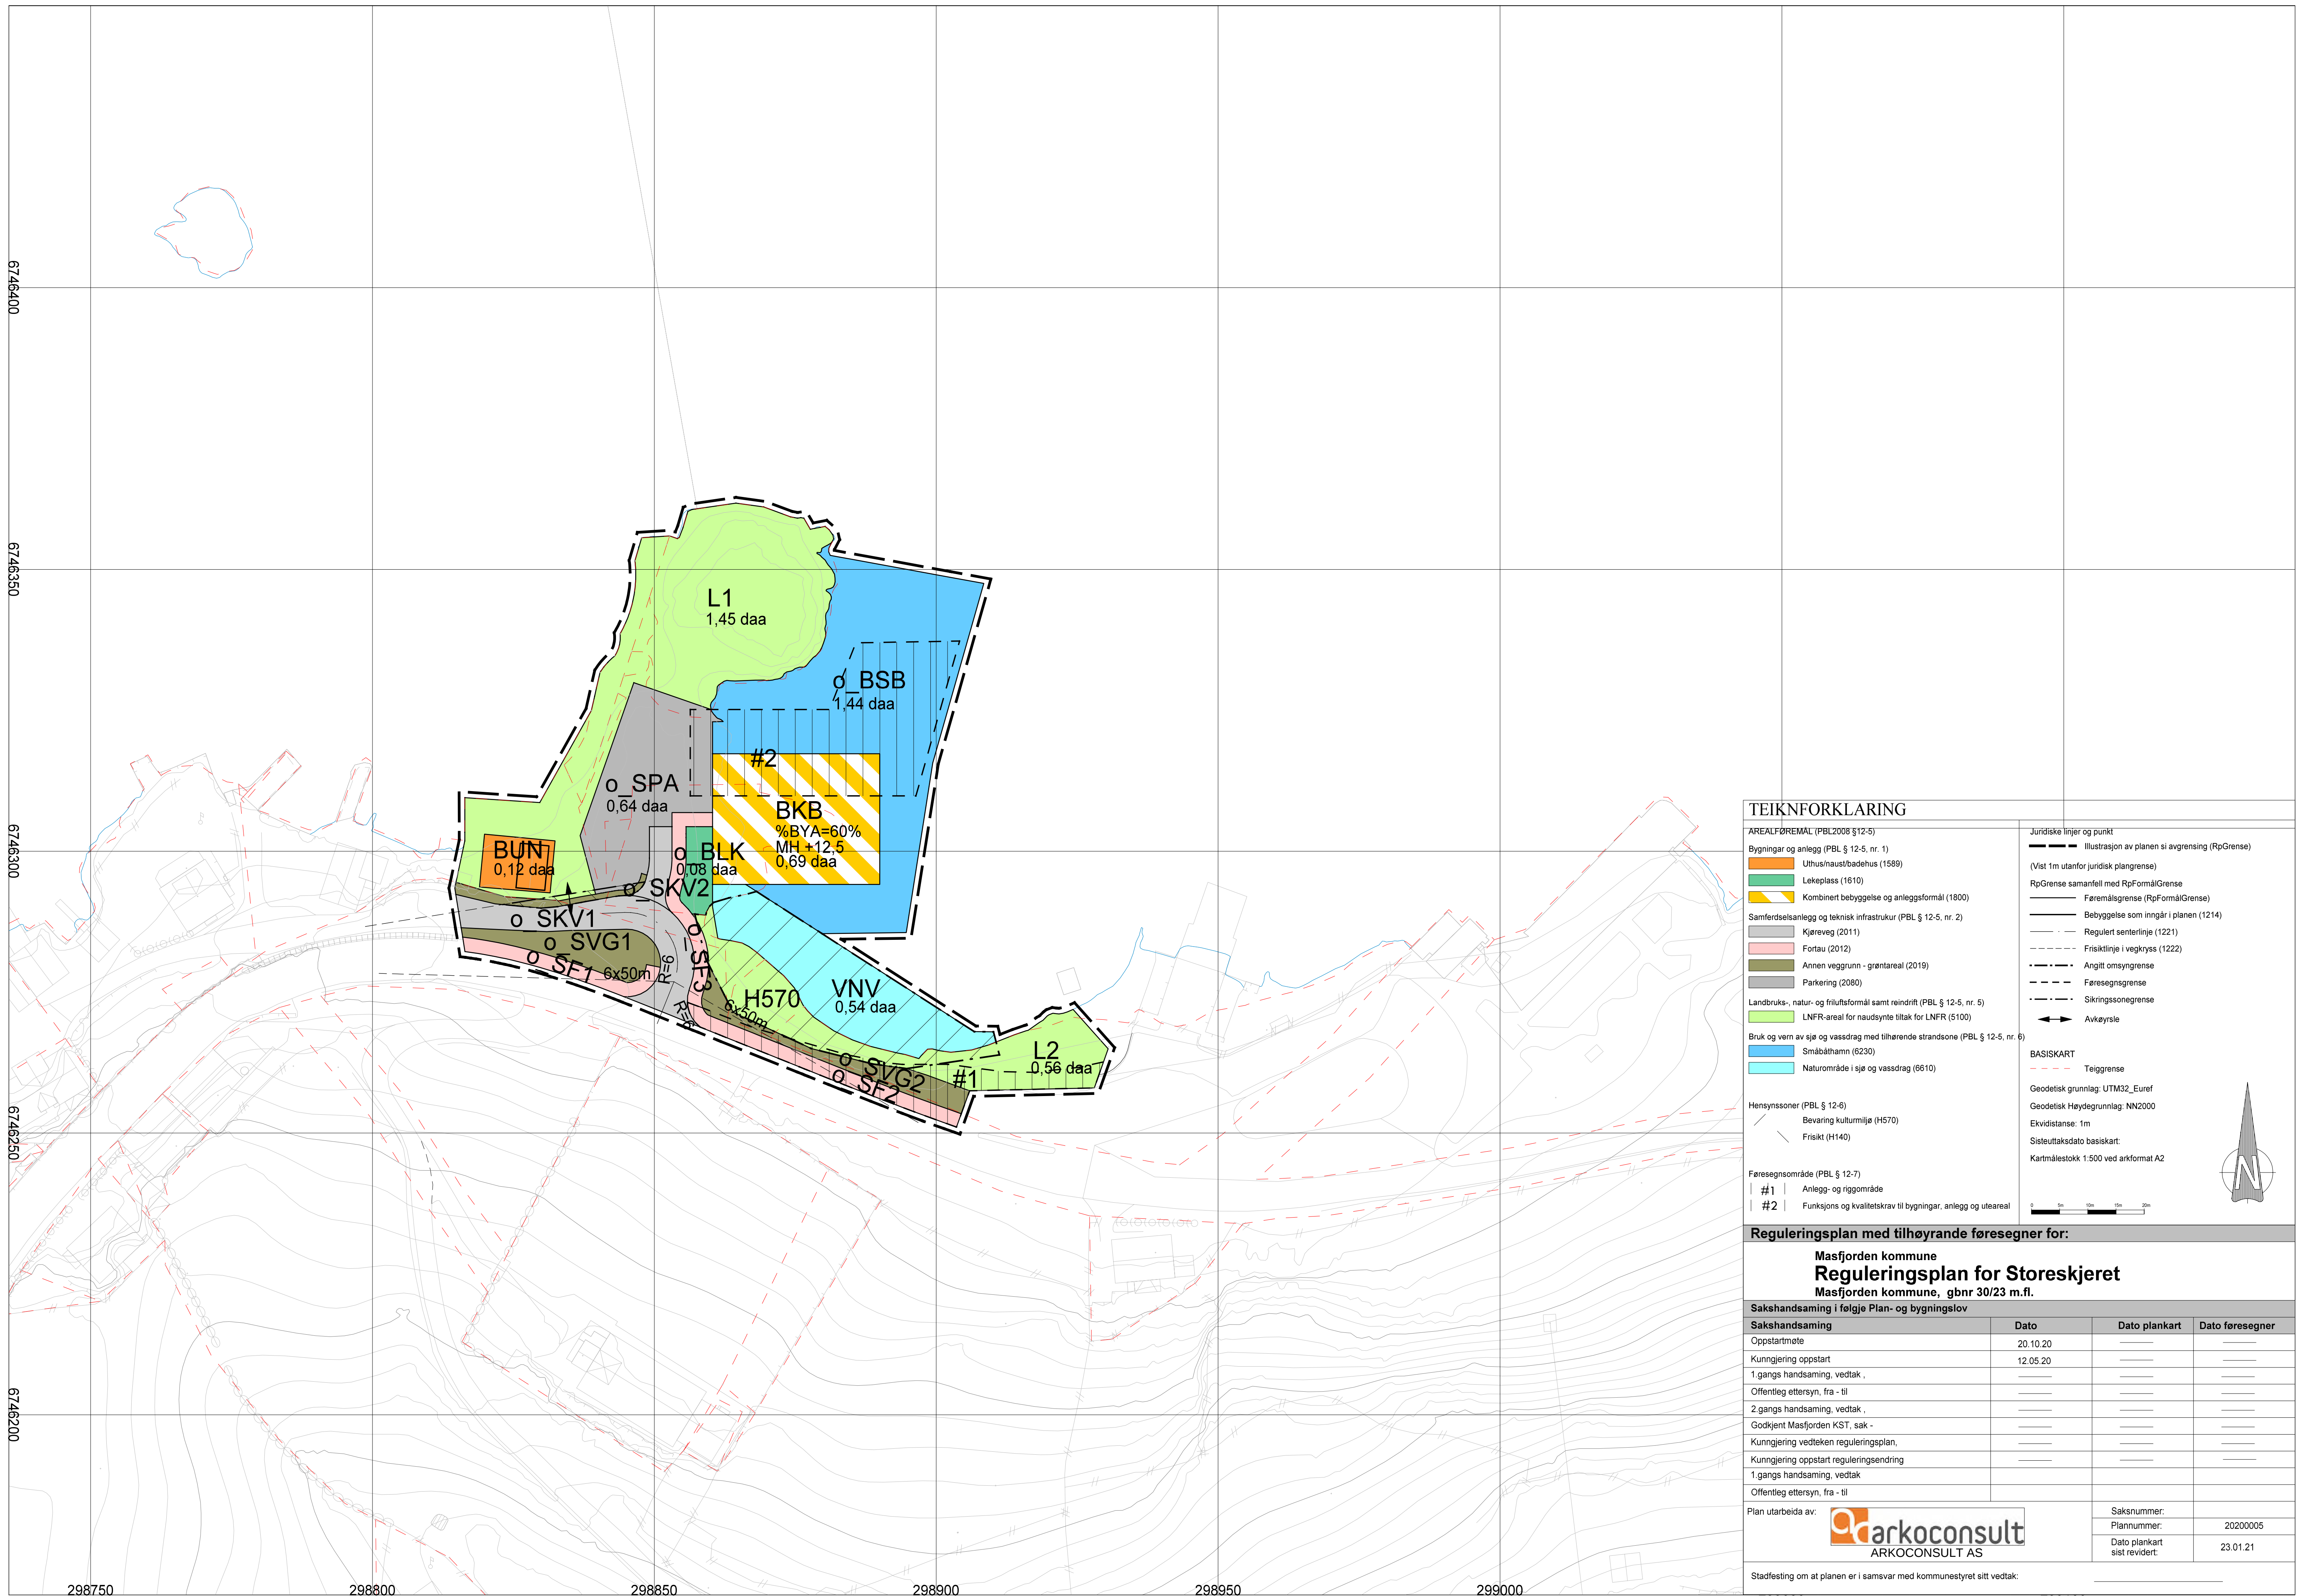 6746400
6746350
6746300
6746250
6746200
298750
298800
298850
298900
298950
299000
L1
1,45 daa
o_BSB
1,44 daa
#2
o_SPA
0,64 daa
BKB
%BYA=60%
MH +12,5
0,69 daa
BUN
0,12 daa
o_BLK
0,08 daa
o_SKV2
o_SKV1
o_SVG1
o_SF1
6x50m
R=6
o_SF3
R=6
6x50m
H570
VNV
0,54 daa
L2
0,56 daa
o_SVG2
o_SF2
#1
TEIKNFORKLARING
AREALFØREMÅL (PBL2008 §12-5)
Bygningar og anlegg (PBL § 12-5, nr. 1)
Uthus/naust/badehus (1589)
Lekeplass (1610)
Kombinert bebyggelse og anleggsformål (1800)
Samferdselsanlegg og teknisk infrastrukur (PBL § 12-5, nr. 2)
Kjøreveg (2011)
Fortau (2012)
Annen veggrunn - grøntareal (2019)
Parkering (2080)
Landbruks-, natur- og friluftsformål samt reindrift (PBL § 12-5, nr. 5)
LNFR-areal for naudsynte tiltak for LNFR (5100)
Bruk og vern av sjø og vassdrag med tilhørende strandsone (PBL § 12-5, nr. 6)
Småbåthamn (6230)
Naturområde i sjø og vassdrag (6610)
Hensynssoner (PBL § 12-6)
Bevaring kulturmiljø (H570)
Frisikt (H140)
Føresegnsområde (PBL § 12-7)
#1 Anlegg- og riggområde
#2 Funksjons og kvalitetskrav til bygningar, anlegg og uteareal
Juridiske linjer og punkt
Illustrasjon av planen si avgrensing (RpGrense)
(Vist 1m utanfor juridisk plangrense)
RpGrense samanfell med RpFormålGrense
Føremålsgrense (RpFormålGrense)
Bebyggelse som inngår i planen (1214)
Regulert senterlinje (1221)
Frisiktlinje i vegkryss (1222)
Angitt omsyngrense
Føresegnsgrense
Sikringssonegrense
Avkøyrsle
BASISKART
Teiggrense
Geodetisk grunnlag: UTM32_Euref
Geodetisk Høydegrunnlag: NN2000
Ekvidistanse: 1m
Sisteuttaksdato basiskart:
Kartmålestokk 1:500 ved arkformat A2
N
0 5m 10m 15m 20m
Reguleringsplan med tilhøyrande føresegner for:
Masfjorden kommune
Reguleringsplan for Storeskjeret
Masfjorden kommune, gbnr 30/23 m.fl.
Sakshandsaming i følgje Plan- og bygningslov
Sakshandsaming Dato Dato plankart Dato føresegner
Oppstartmøte 20.10.20
Kunngjering oppstart 12.05.20
1.gangs handsaming, vedtak ,
Offentleg ettersyn, fra - til
2.gangs handsaming, vedtak ,
Godkjent Masfjorden KST, sak -
Kunngjering vedteken reguleringsplan,
Kunngjering oppstart reguleringsendring
1.gangs handsaming, vedtak
Offentleg ettersyn, fra - til
Plan utarbeida av:
arkoconsult
ARKOCONSULT AS
Saksnummer:
Plannummer: 20200005
Dato plankart
sist revidert: 23.01.21
Stadfesting om at planen er i samsvar med kommunestyret sitt vedtak: